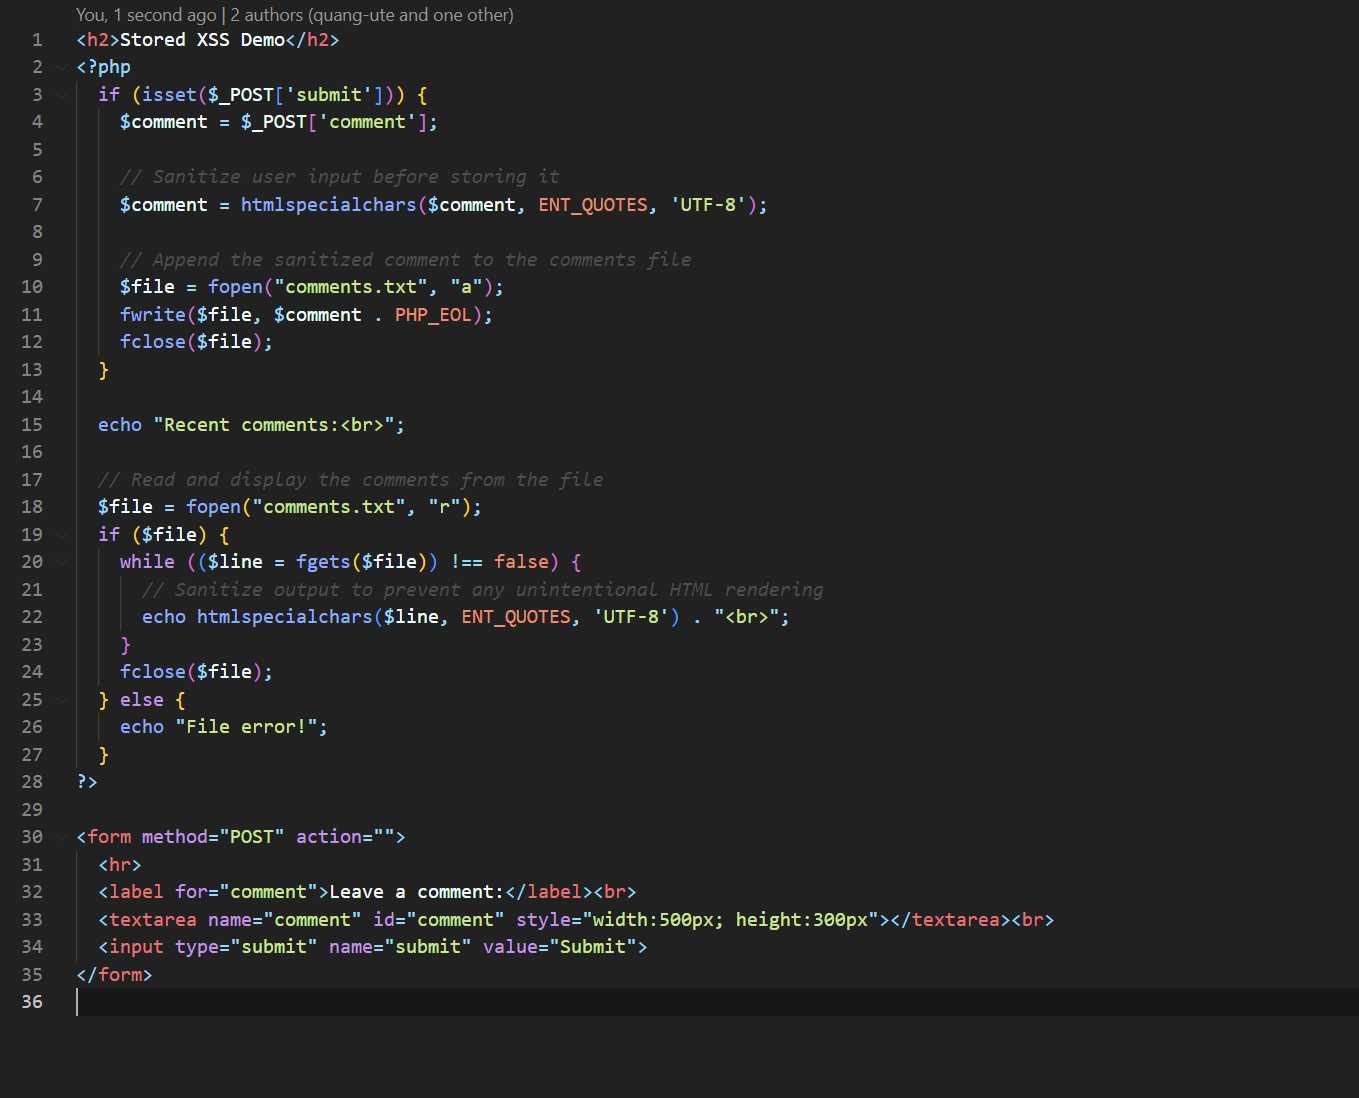 You, 1 second ago | 2 authors (quang-ute and one other)
1 <h2>Stored XSS Demo</h2>
2 <?php
3   if (isset($_POST['submit'])) {
4     $comment = $_POST['comment'];
5
6     // Sanitize user input before storing it
7     $comment = htmlspecialchars($comment, ENT_QUOTES, 'UTF-8');
8
9     // Append the sanitized comment to the comments file
10     $file = fopen("comments.txt", "a");
11     fwrite($file, $comment . PHP_EOL);
12     fclose($file);
13   }
14
15   echo "Recent comments:<br>";
16
17   // Read and display the comments from the file
18   $file = fopen("comments.txt", "r");
19   if ($file) {
20     while (($line = fgets($file)) !== false) {
21       // Sanitize output to prevent any unintentional HTML rendering
22       echo htmlspecialchars($line, ENT_QUOTES, 'UTF-8') . "<br>";
23     }
24     fclose($file);
25   } else {
26     echo "File error!";
27   }
28 ?>
29
30 <form method="POST" action="">
31   <hr>
32   <label for="comment">Leave a comment:</label><br>
33   <textarea name="comment" id="comment" style="width:500px; height:300px"></textarea><br>
34   <input type="submit" name="submit" value="Submit">
35 </form>
36